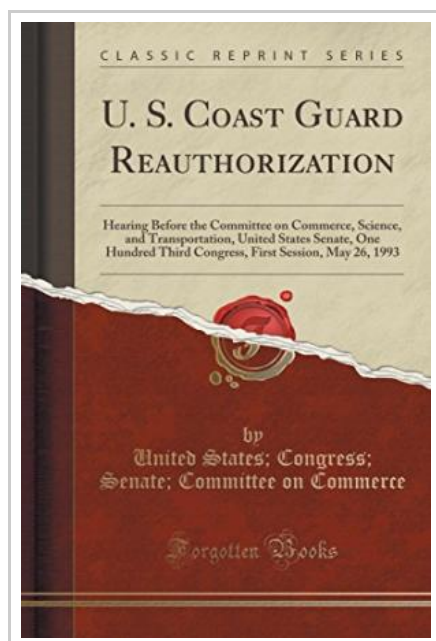 CLASSIC REPRINT SERIES
U. S. COAST GUARD
REAUTHORIZATION
Hearing Before the Committee on Commerce, Science,
and Transportation, United States Senate, One
Hundred Third Congress, First Session, May 26, 1993
by
United States; Congress;
Senate; Committee on Commerce
Forgotten Books